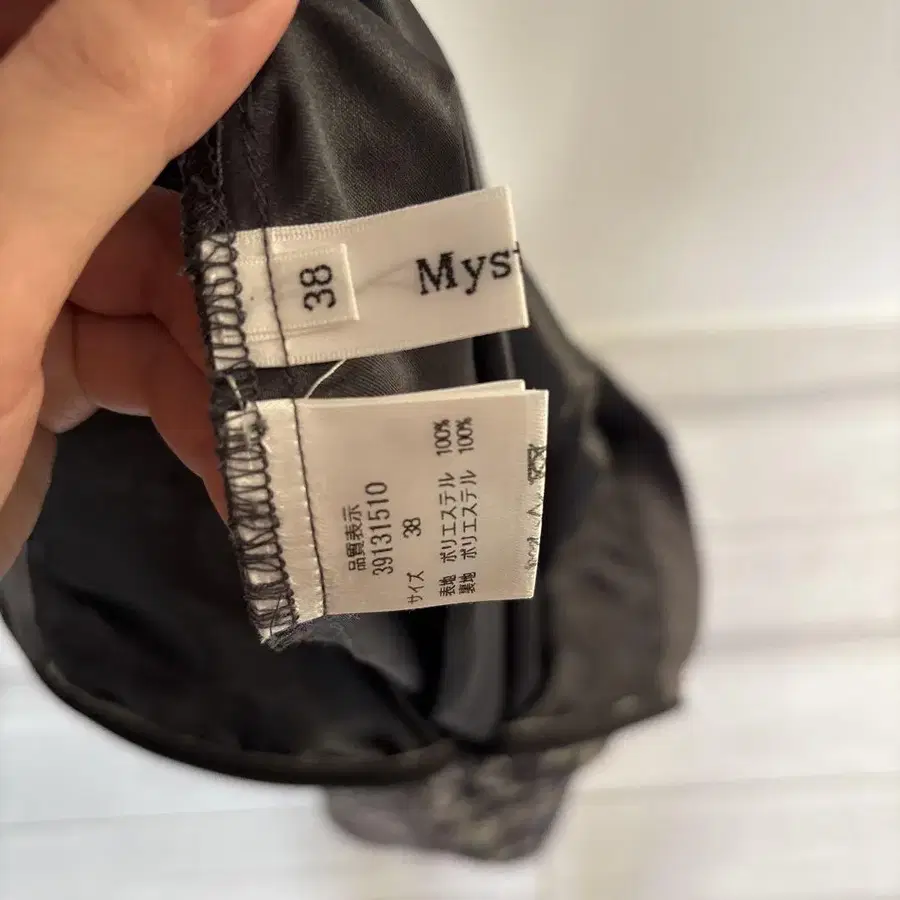 38
Mys
品質表示
39131510
サイズ 38
表地 ポリエステル 100%
裏地 ポリエステル 100%